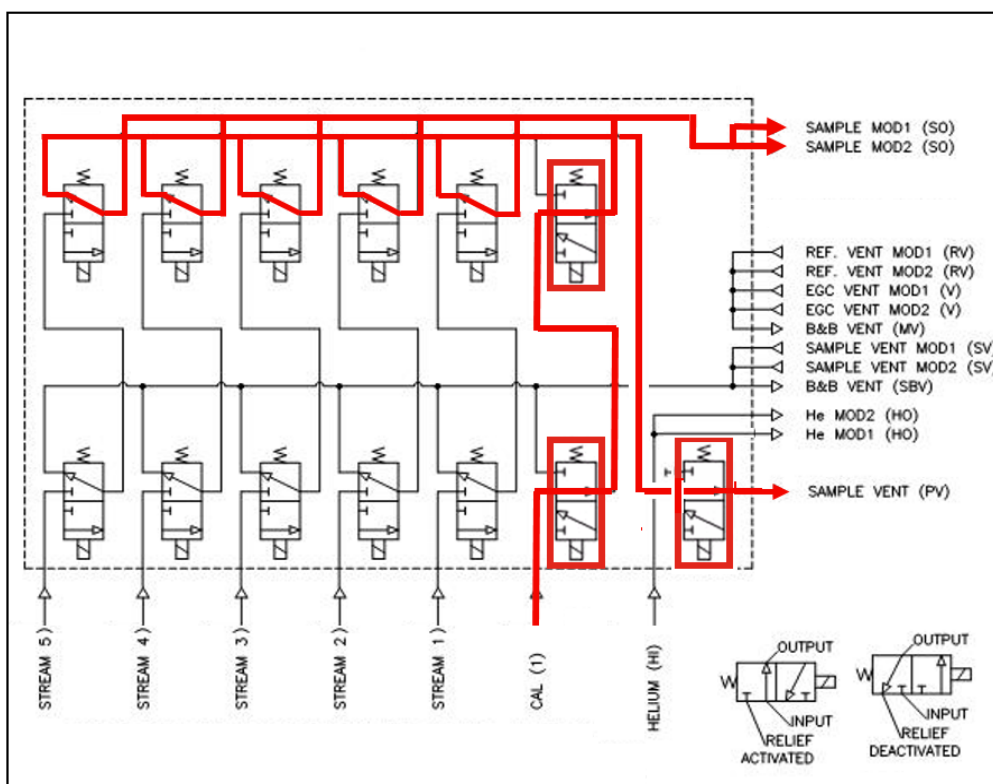 SAMPLE MOD1 (SO)
SAMPLE MOD2 (SO)
REF. VENT MOD1 (RV)
REF. VENT MOD2 (RV)
EGC VENT MOD1 (V)
EGC VENT MOD2 (V)
B&B VENT (MV)
SAMPLE VENT MOD1 (SV)
SAMPLE VENT MOD2 (SV)
B&B VENT (SBV)
He MOD2 (HO)
He MOD1 (HO)
SAMPLE VENT (PV)
STREAM 5)
STREAM 4)
STREAM 3)
STREAM 2)
STREAM 1)
CAL (1)
HELIUM (HI)
OUTPUT
INPUT
RELIEF
ACTIVATED
OUTPUT
INPUT
RELIEF
DEACTIVATED